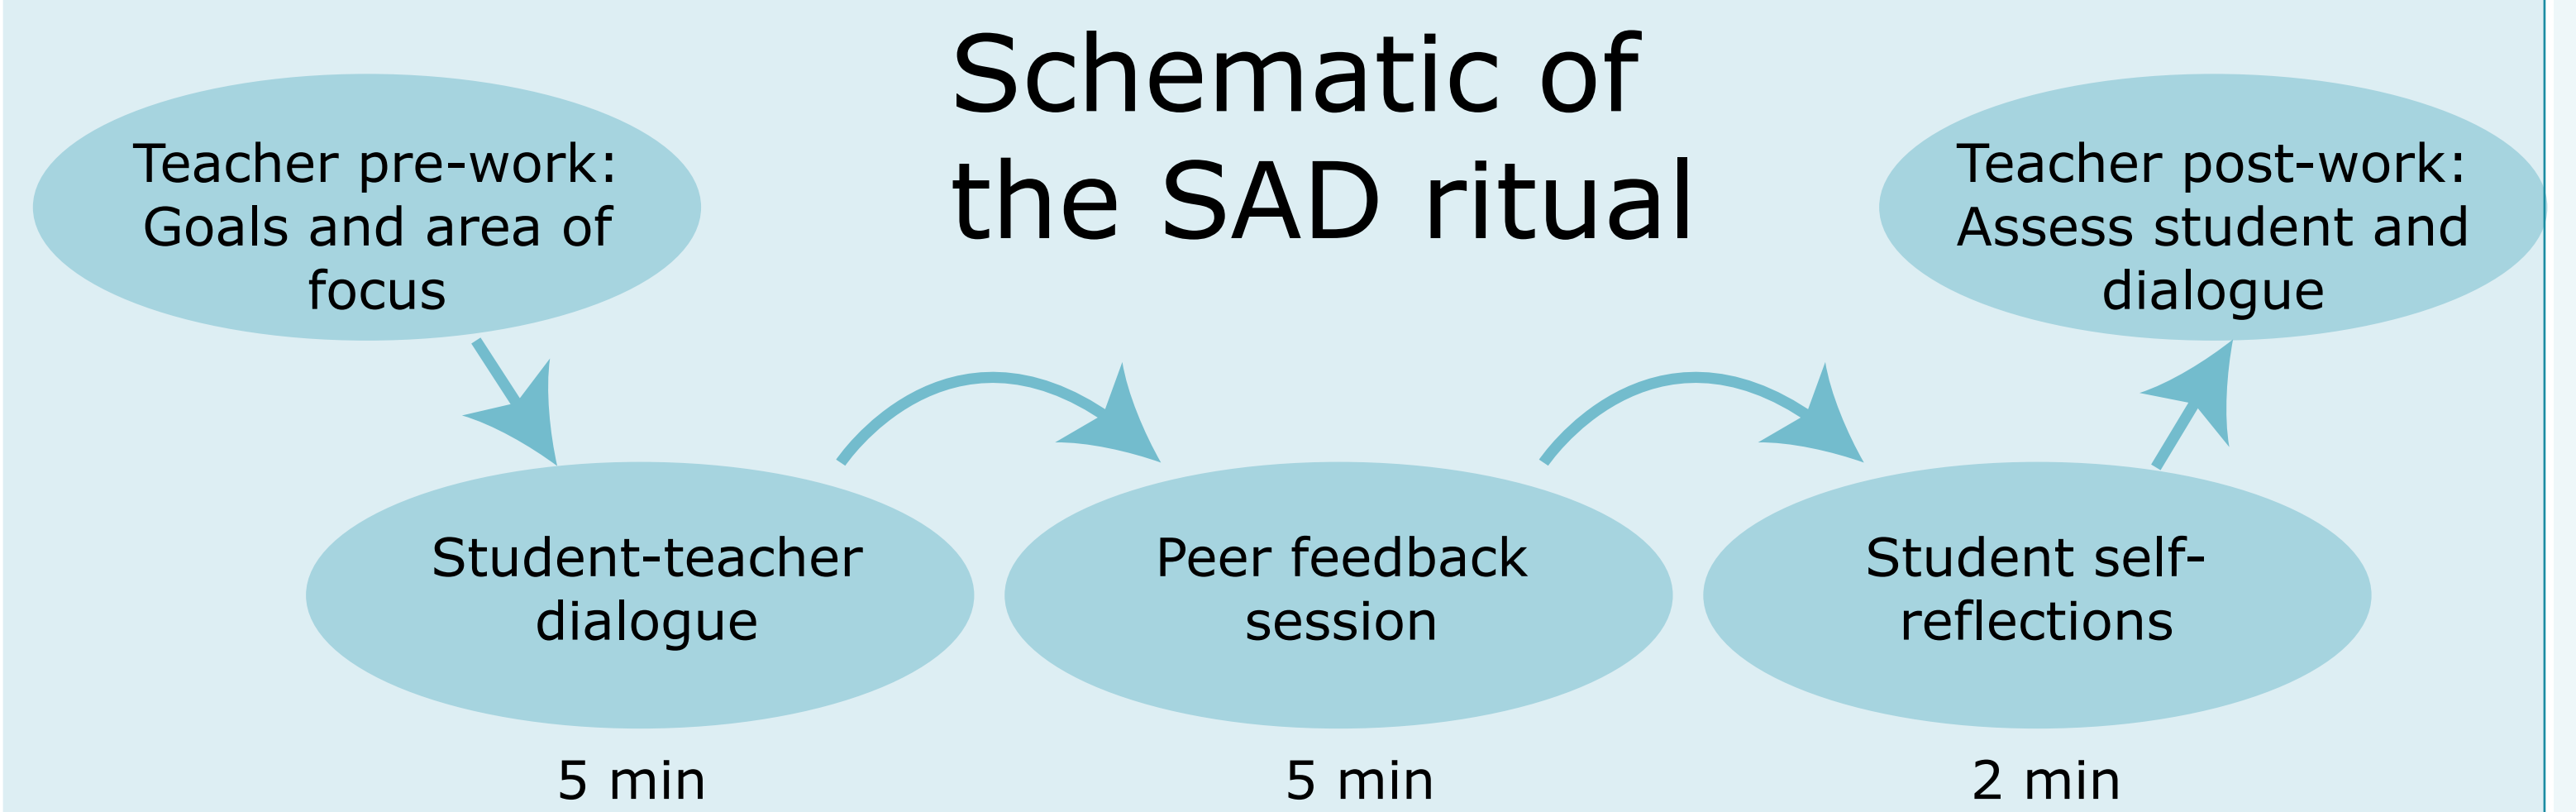 Schematic of
the SAD ritual
Teacher pre-work:
Goals and area of
focus
Student-teacher
dialogue
5 min
Peer feedback
session
5 min
Student self-
reflections
2 min
Teacher post-work:
Assess student and
dialogue